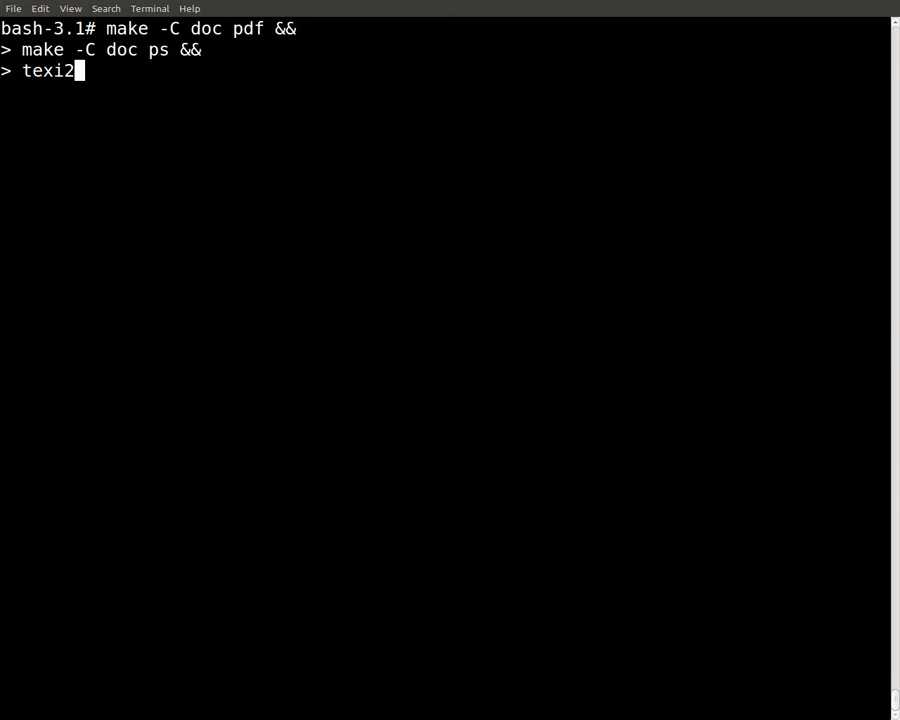 File Edit View Search Terminal Help
bash-3.1# make -C doc pdf &&
> make -C doc ps &&
> texi2